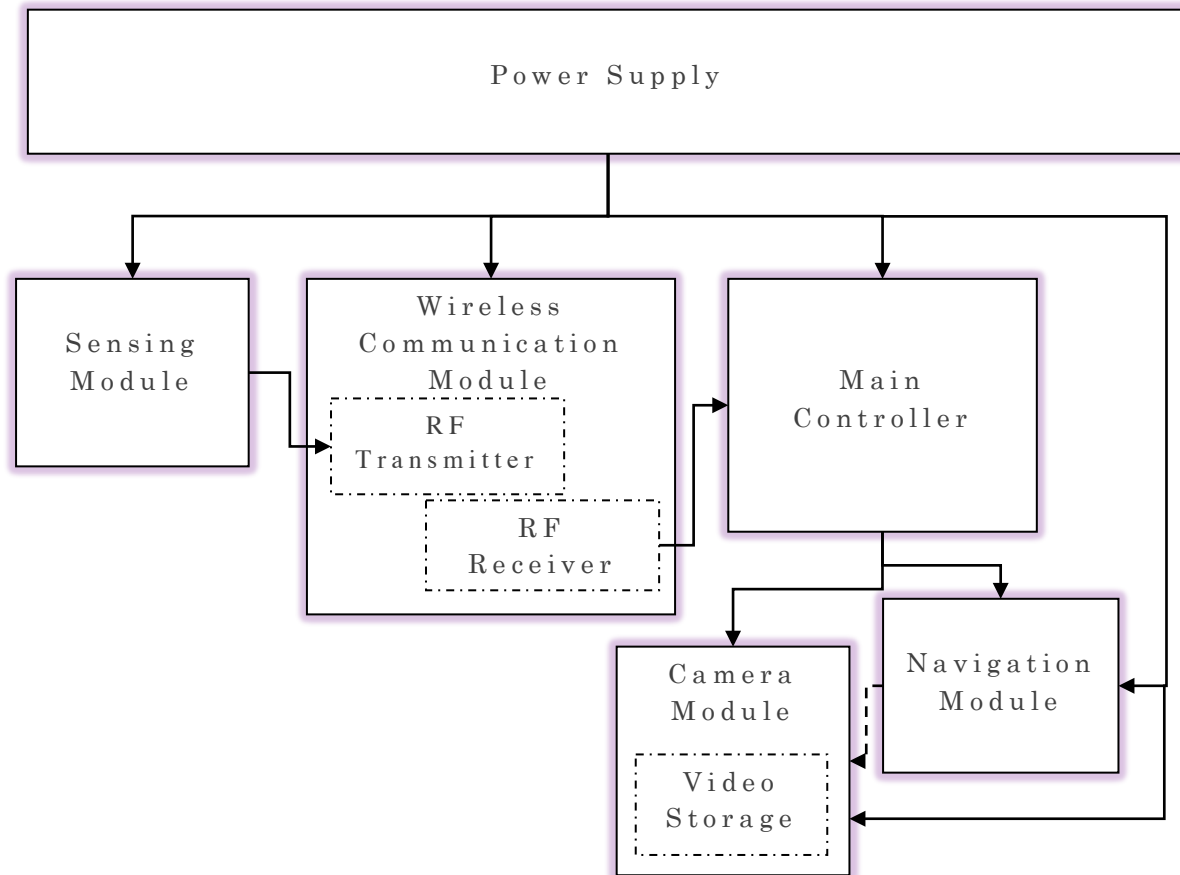 Power Supply
Sensing
Module
Wireless
Communication
Module
RF
Transmitter
RF
Receiver
Main
Controller
Camera
Module
Video
Storage
Navigation
Module